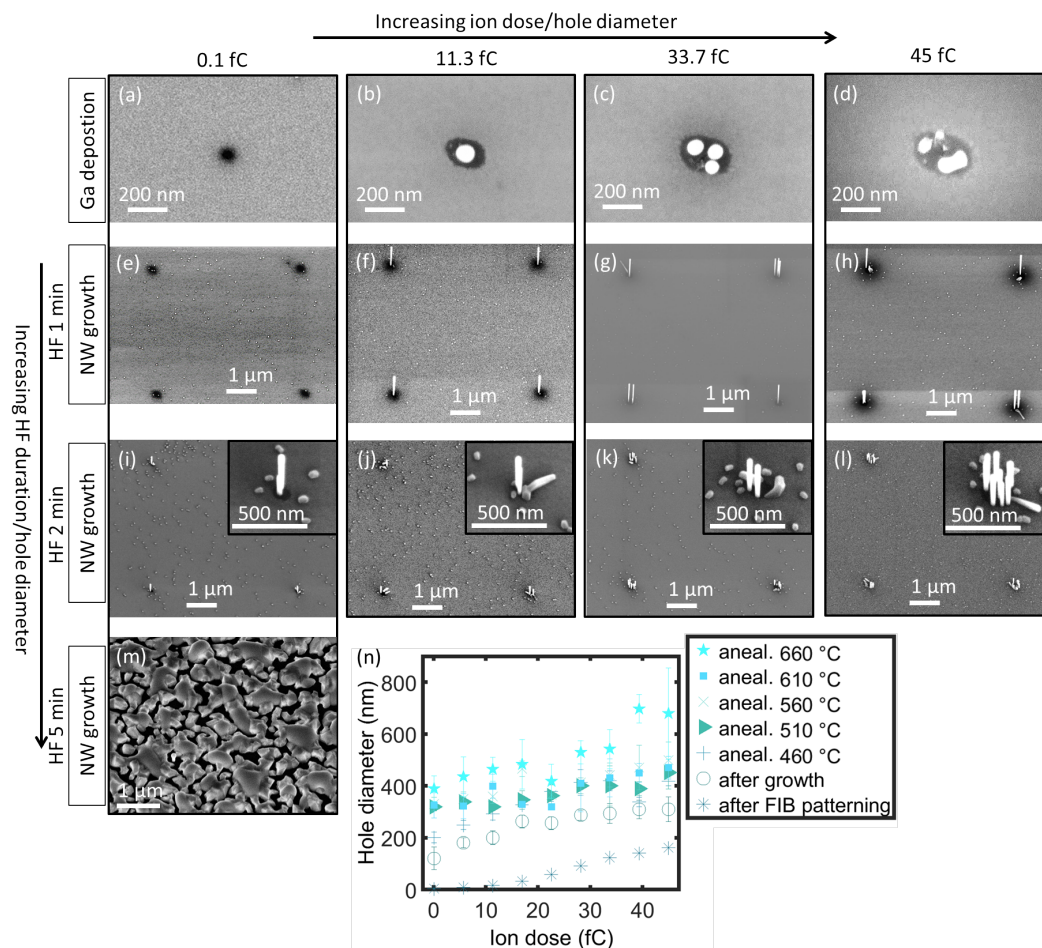 Increasing ion dose/hole diameter
0.1 fC
11.3 fC
33.7 fC
45 fC
Ga depostion
(a)
200 nm
(b)
200 nm
(c)
200 nm
(d)
200 nm
Increasing HF duration/hole diameter
HF 1 min
NW growth
(e)
1 μm
(f)
1 μm
(g)
1 μm
(h)
1 μm
HF 2 min
NW growth
(i)
500 nm
1 μm
(j)
500 nm
1 μm
(k)
500 nm
1 μm
(l)
500 nm
1 μm
HF 5 min
NW growth
(m)
1 μm
(n)
Hole diameter (nm)
800
600
400
200
0
0
10
20
30
40
Ion dose (fC)
aneal. 660 °C
aneal. 610 °C
aneal. 560 °C
aneal. 510 °C
aneal. 460 °C
after growth
after FIB patterning